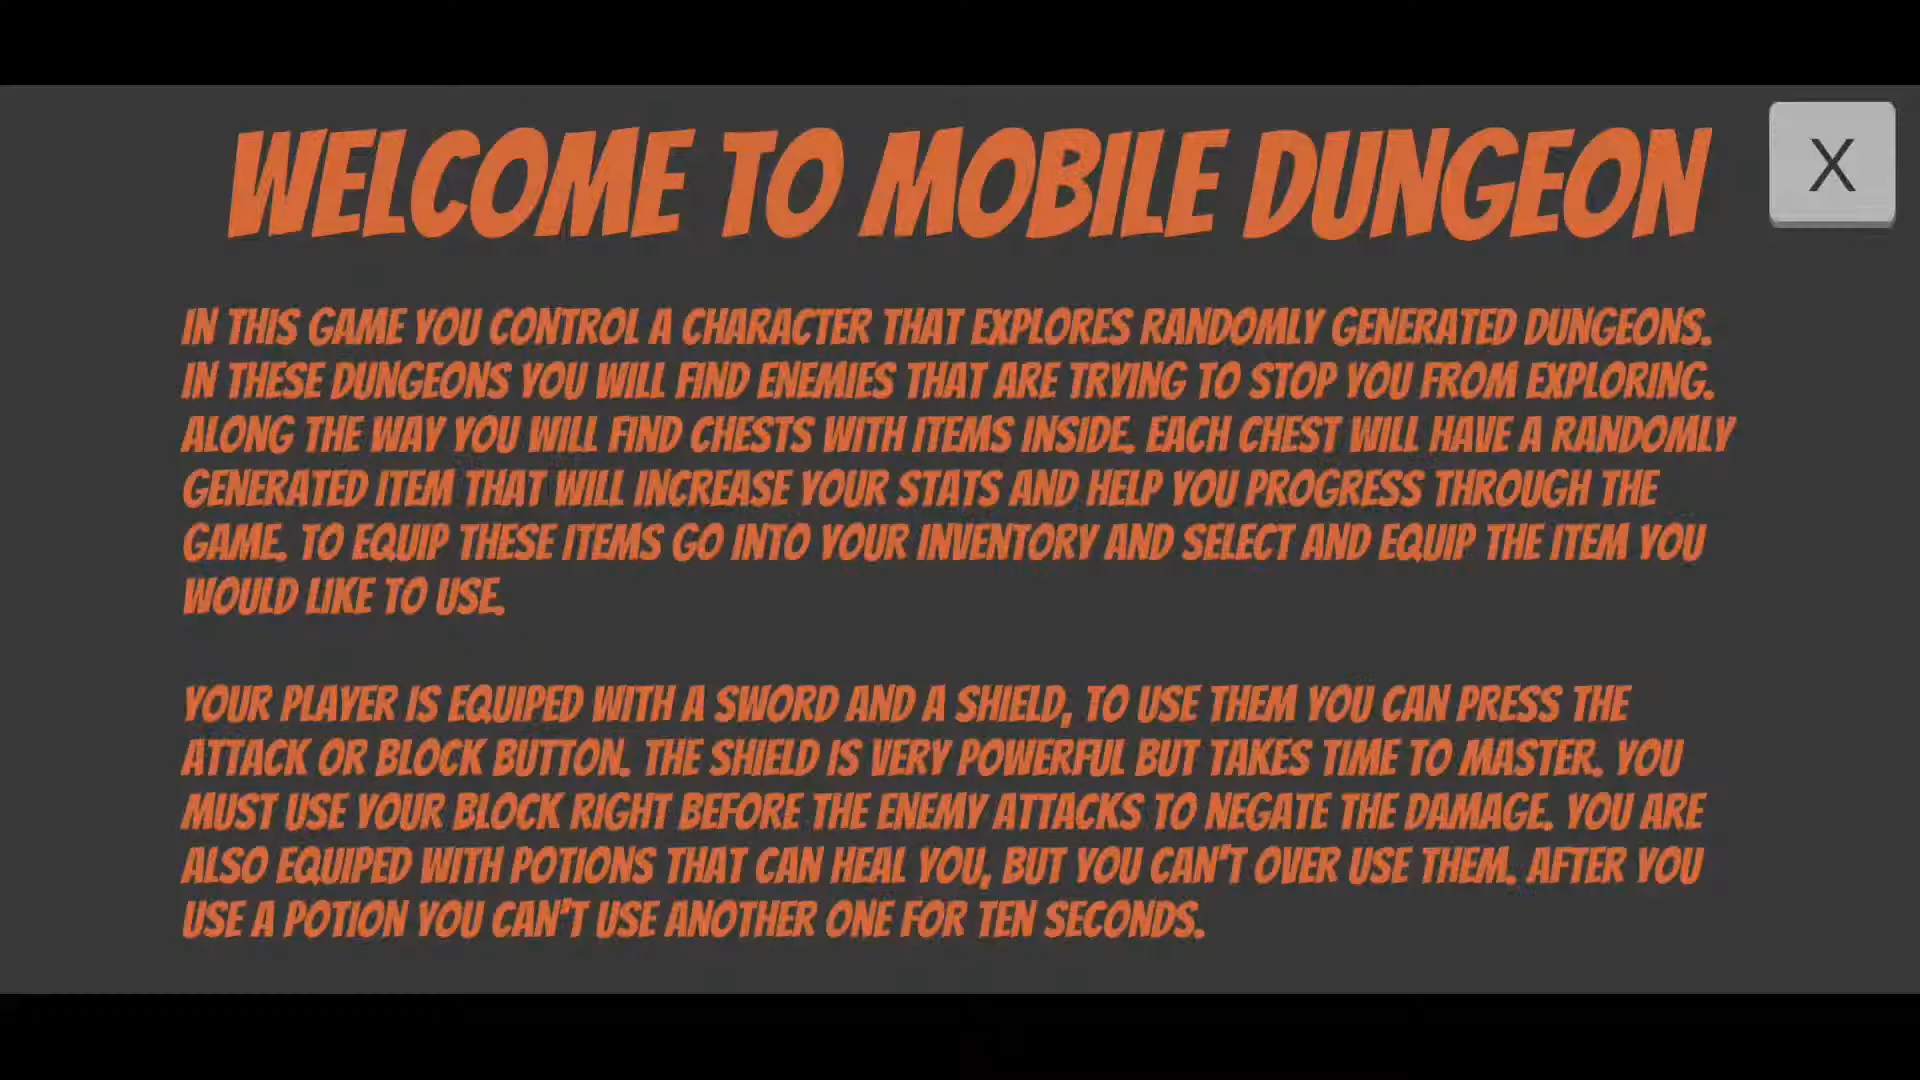 WELCOME TO MOBILE DUNGEON
X
IN THIS GAME YOU CONTROL A CHARACTER THAT EXPLORES RANDOMLY GENERATED DUNGEONS.
IN THESE DUNGEONS YOU WILL FIND ENEMIES THAT ARE TRYING TO STOP YOU FROM EXPLORING.
ALONG THE WAY YOU WILL FIND CHESTS WITH ITEMS INSIDE. EACH CHEST WILL HAVE A RANDOMLY
GENERATED ITEM THAT WILL INCREASE YOUR STATS AND HELP YOU PROGRESS THROUGH THE
GAME. TO EQUIP THESE ITEMS GO INTO YOUR INVENTORY AND SELECT AND EQUIP THE ITEM YOU
WOULD LIKE TO USE.
YOUR PLAYER IS EQUIPED WITH A SWORD AND A SHIELD, TO USE THEM YOU CAN PRESS THE
ATTACK OR BLOCK BUTTON. THE SHIELD IS VERY POWERFUL BUT TAKES TIME TO MASTER. YOU
MUST USE YOUR BLOCK RIGHT BEFORE THE ENEMY ATTACKS TO NEGATE THE DAMAGE. YOU ARE
ALSO EQUIPED WITH POTIONS THAT CAN HEAL YOU, BUT YOU CAN'T OVER USE THEM. AFTER YOU
USE A POTION YOU CAN'T USE ANOTHER ONE FOR TEN SECONDS.